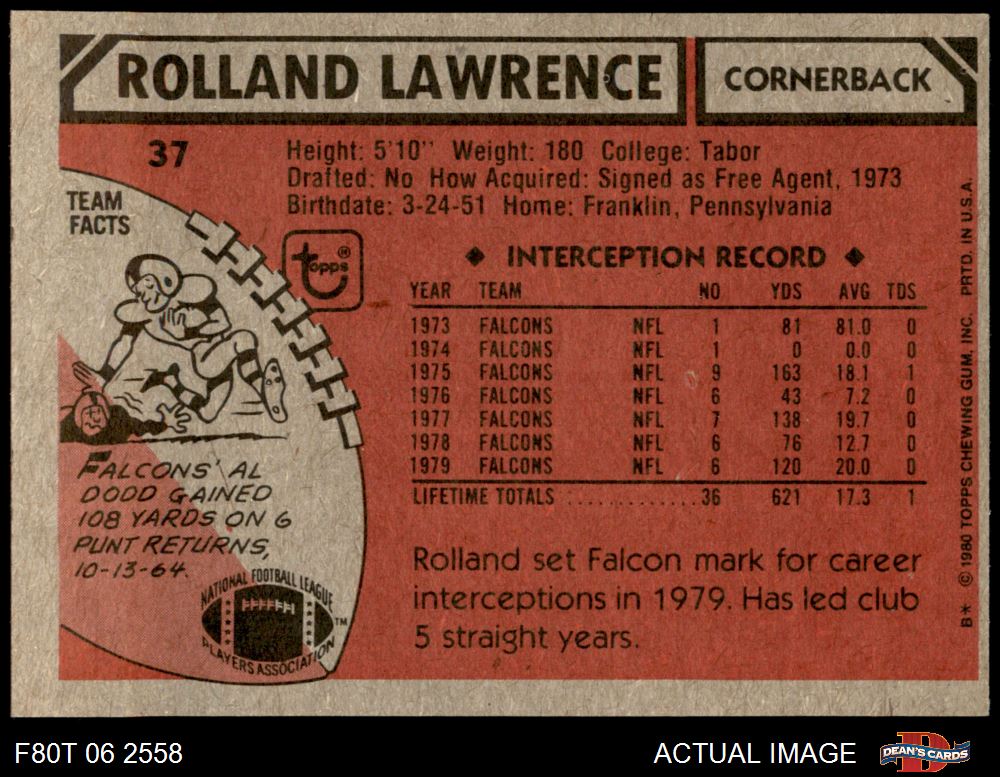 ROLLAND LAWRENCE
CORNERBACK
37
Height: 5'10" Weight: 180 College: Tabor
Drafted: No How Acquired: Signed as Free Agent, 1973
Birthdate: 3-24-51 Home: Franklin, Pennsylvania
TEAM
FACTS
topps®
◆ INTERCEPTION RECORD ◆
YEAR TEAM NO YDS AVG TDS
1973 FALCONS NFL 1 81 81.0 0
1974 FALCONS NFL 1 0 0.0 0
1975 FALCONS NFL 9 163 18.1 1
1976 FALCONS NFL 6 43 7.2 0
1977 FALCONS NFL 7 138 19.7 0
1978 FALCONS NFL 6 76 12.7 0
1979 FALCONS NFL 6 120 20.0 0
LIFETIME TOTALS ............ 36 621 17.3 1
FALCONS' AL
DODD GAINED
108 YARDS ON 6
PUNT RETURNS,
10-13-64.
NATIONAL FOOTBALL LEAGUE
PLAYERS ASSOCIATION
TM
Rolland set Falcon mark for career
interceptions in 1979. Has led club
5 straight years.
B* © 1980 TOPPS CHEWING GUM, INC. PRTD. IN U.S.A.
F80T 06 2558
ACTUAL IMAGE
DEAN'S CARDS